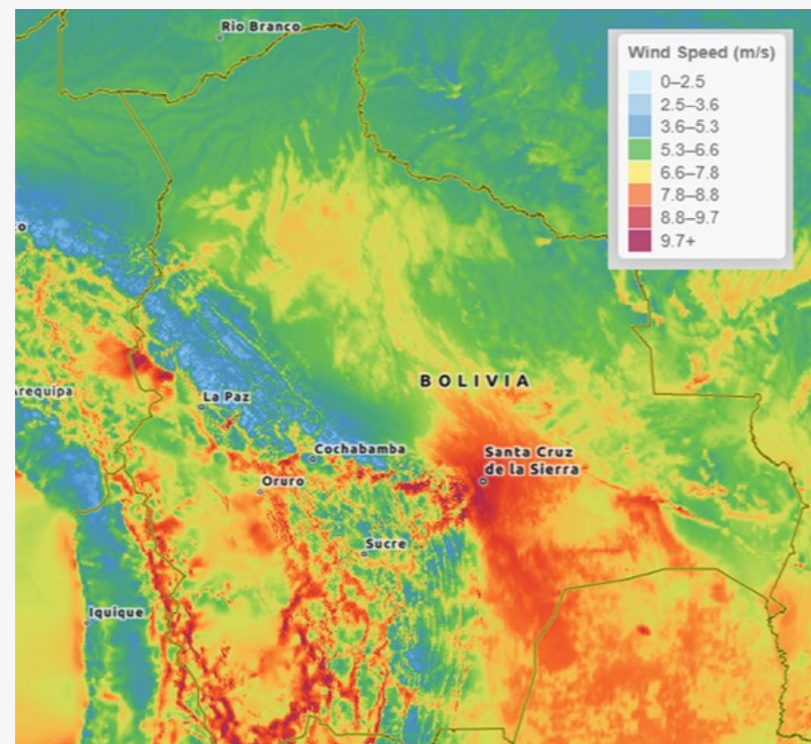 Rio Branco
Wind Speed (m/s)
0–2.5
2.5–3.6
3.6–5.3
5.3–6.6
6.6–7.8
7.8–8.8
8.8–9.7
9.7+
o
BOLIVIA
Arequipa
La Paz
Cochabamba
Santa Cruz
de la Sierra
Oruro
Sucre
Iquique